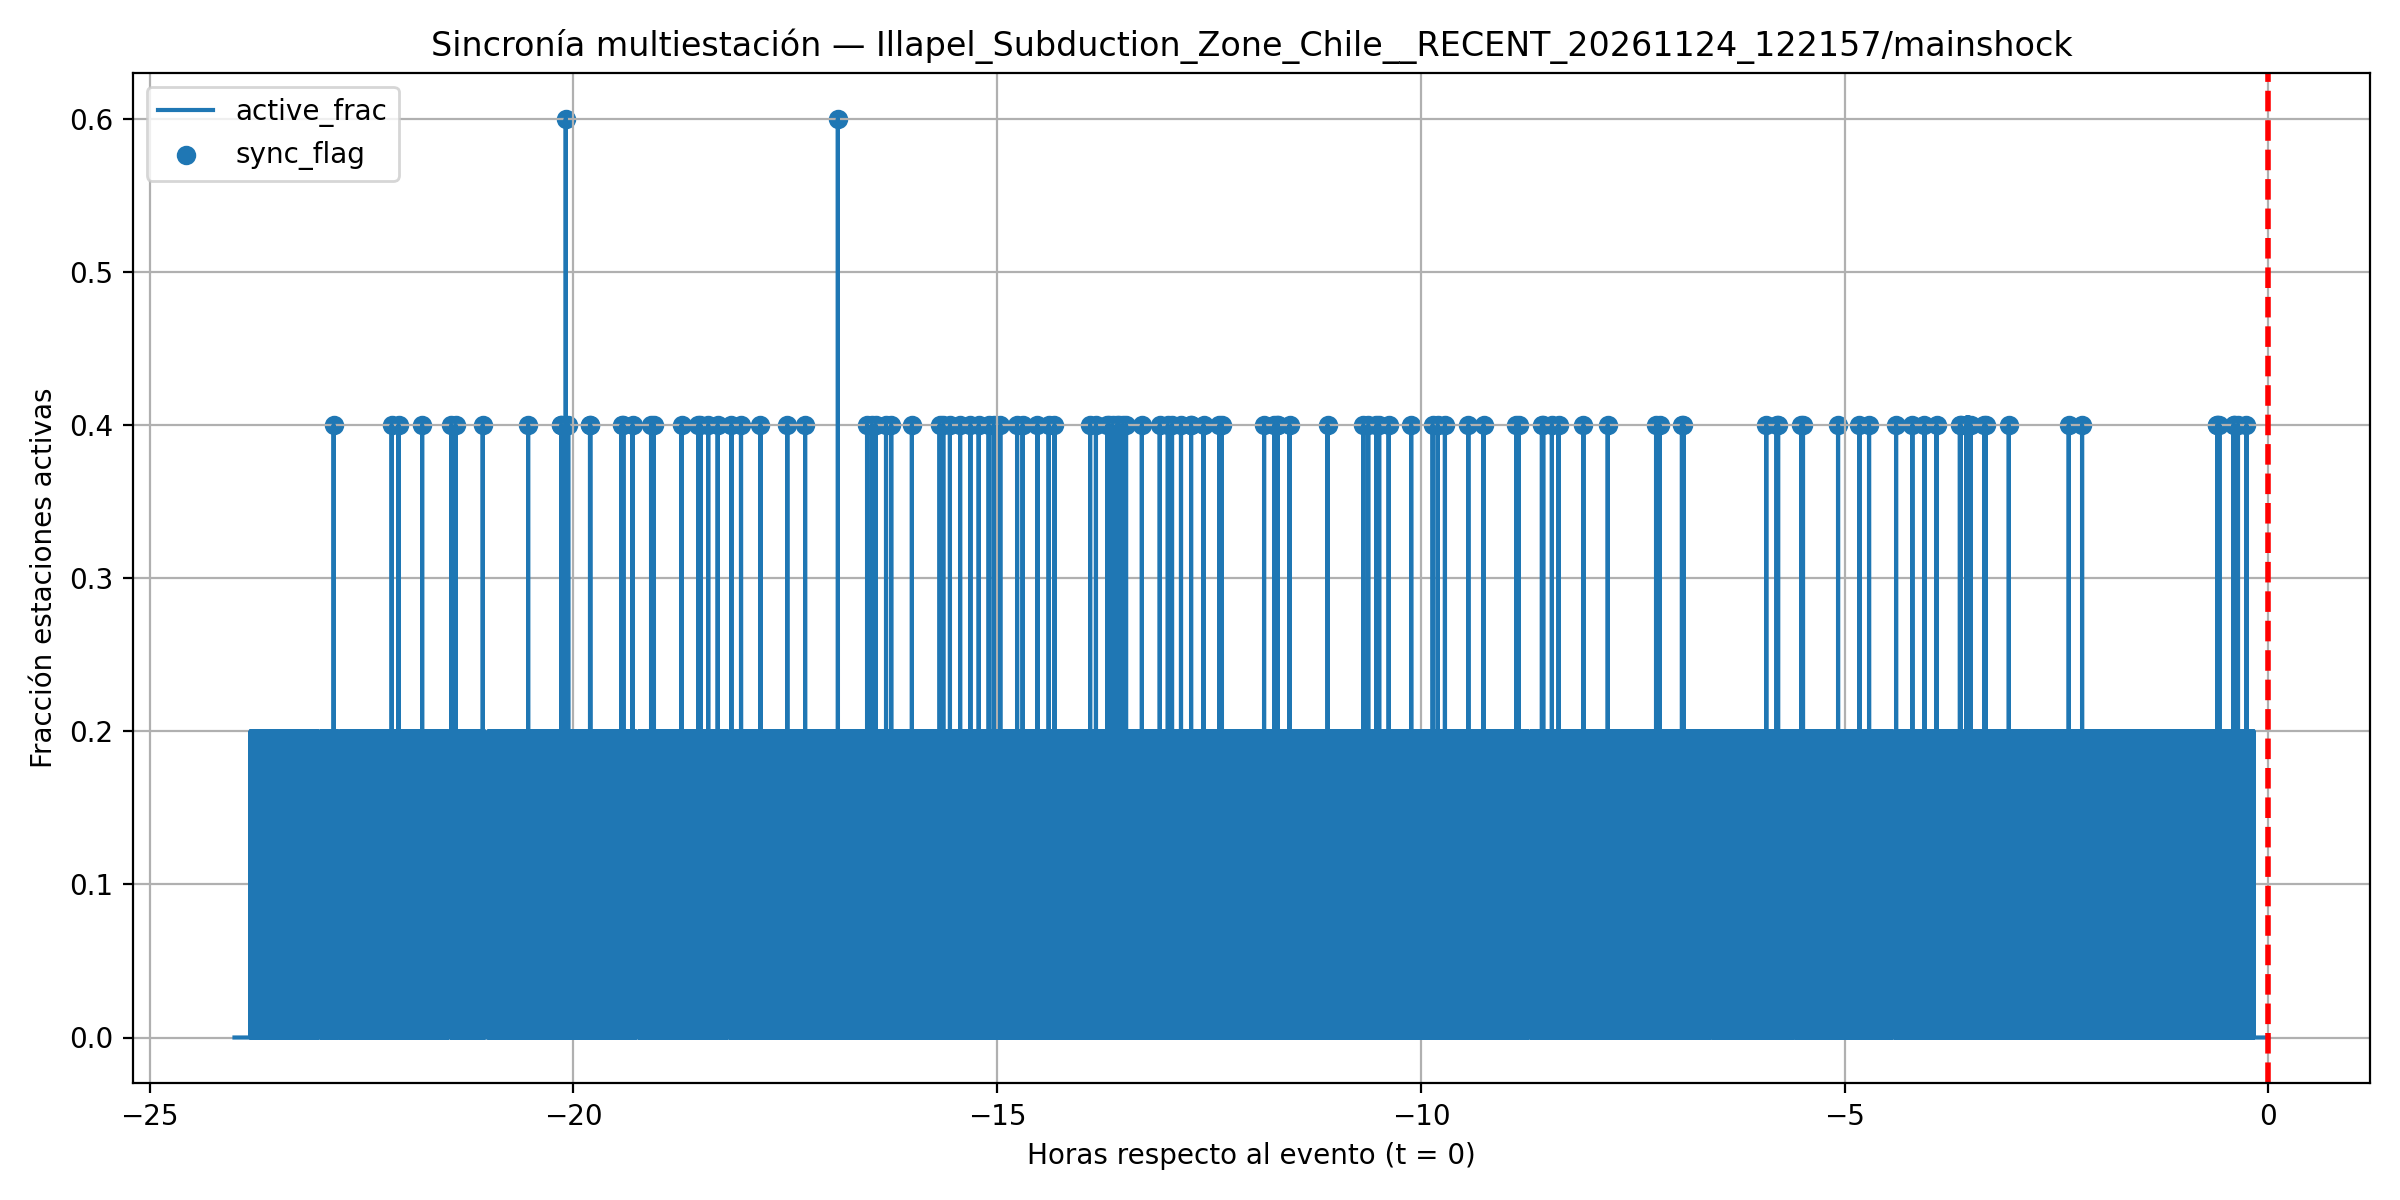 Sincronía multiestación — Illapel_Subduction_Zone_Chile__RECENT_20261124_122157/mainshock
active_frac
sync_flag
Fracción estaciones activas
0.6
0.5
0.4
0.3
0.2
0.1
0.0
−25
−20
−15
−10
−5
0
Horas respecto al evento (t = 0)